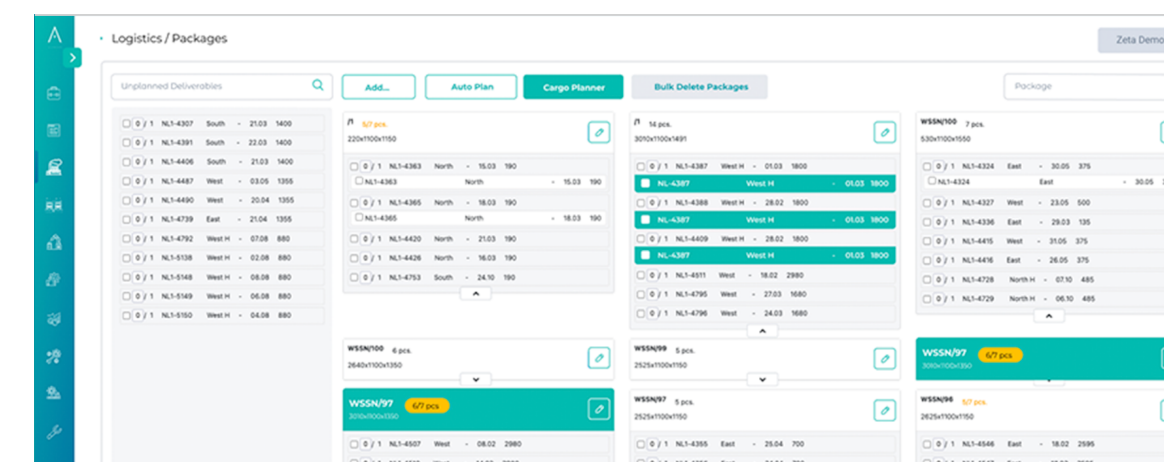 Logistics / Packages
Zeta Demo
Unplanned Deliverables
Add...
Auto Plan
Cargo Planner
Bulk Delete Packages
Package
0 / 1 NL1-4307 South - 21.03 1400
0 / 1 NL1-4391 South - 22.03 1400
0 / 1 NL1-4406 South - 21.03 1400
0 / 1 NL1-4487 West - 03.05 1355
0 / 1 NL1-4490 West - 20.04 1355
0 / 1 NL1-4739 East - 21.04 1355
0 / 1 NL1-4792 West H - 07.08 880
0 / 1 NL1-5138 West H - 02.08 880
0 / 1 NL1-5148 West H - 08.08 880
0 / 1 NL1-5149 West H - 06.08 880
0 / 1 NL1-5150 West H - 04.08 880
/1 5/7 pcs.
220x1100x1150
0 / 1 NL1-4363 North - 15.03 190
NL1-4363 North - 15.03 190
0 / 1 NL1-4365 North - 18.03 190
NL1-4365 North - 18.03 190
0 / 1 NL1-4420 North - 21.03 190
0 / 1 NL1-4426 North - 16.03 190
0 / 1 NL1-4753 South - 24.10 190
WSSN/100 6 pcs.
2640x1100x1350
WSSN/97 6/7 pcs
3010x1100x1350
0 / 1 NL1-4507 West - 08.02 2980
/1 14 pcs.
3010x1100x1491
0 / 1 NL1-4387 West H - 01.03 1800
NL-4387 West H - 01.03 1800
0 / 1 NL1-4388 West H - 28.02 1800
NL-4387 West H - 01.03 1800
0 / 1 NL1-4409 West H - 28.02 1800
NL-4387 West H - 01.03 1800
0 / 1 NL1-4511 West - 18.02 2980
0 / 1 NL1-4795 West - 27.03 1680
0 / 1 NL1-4796 West - 24.03 1680
WSSN/99 5 pcs.
2525x1100x1150
WSSN/97 5 pcs.
2525x1100x1150
0 / 1 NL1-4355 East - 25.04 700
WSSN/100 7 pcs.
530x1100x1550
0 / 1 NL1-4324 East - 30.05 375
NL1-4324 East - 30.05
0 / 1 NL1-4327 West - 23.05 500
0 / 1 NL1-4336 East - 29.03 135
0 / 1 NL1-4415 West - 31.05 375
0 / 1 NL1-4416 East - 26.05 375
0 / 1 NL1-4728 North H - 07.10 485
0 / 1 NL1-4729 North H - 06.10 485
WSSN/97 6/7 pcs
3010x1100x1350
WSSN/96 5/7 pcs.
2625x1100x1150
0 / 1 NL1-4546 East - 18.02 2595